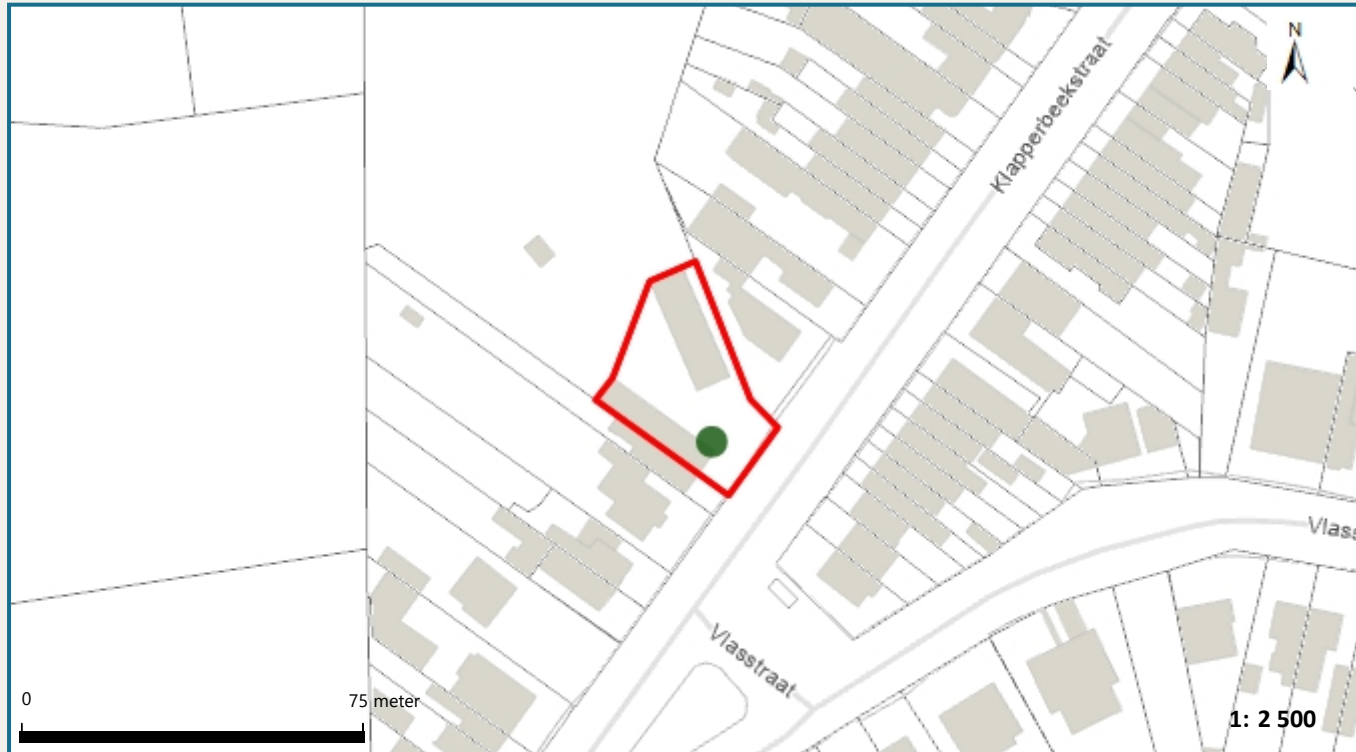 N
Klapperbeekstraat
Vlass
Vlasstraat
0 75 meter
1: 2 500